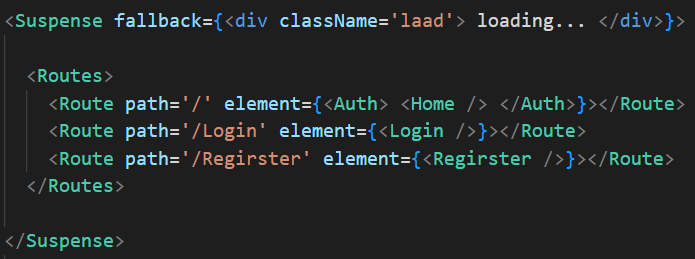 <Suspense fallback={<div className='laad'> loading... </div>}>
<Routes>
<Route path='/' element={<Auth> <Home /> </Auth>}></Route>
<Route path='/Login' element={<Login />}></Route>
<Route path='/Regirster' element={<Regirster />}></Route>
</Routes>
</Suspense>